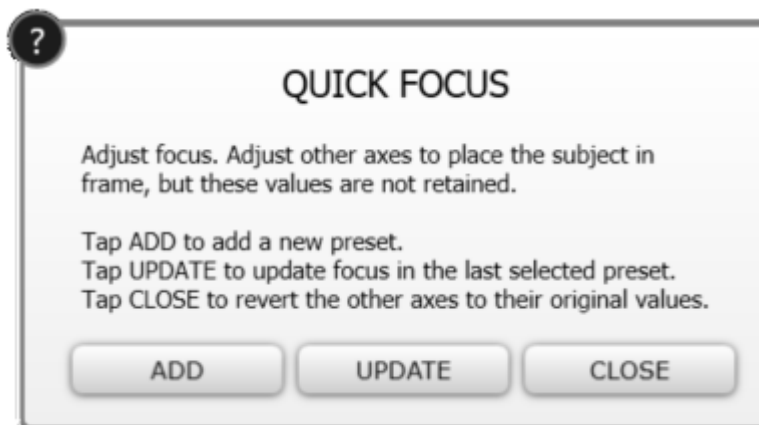 ?
QUICK FOCUS
Adjust focus. Adjust other axes to place the subject in
frame, but these values are not retained.
Tap ADD to add a new preset.
Tap UPDATE to update focus in the last selected preset.
Tap CLOSE to revert the other axes to their original values.
ADD UPDATE CLOSE